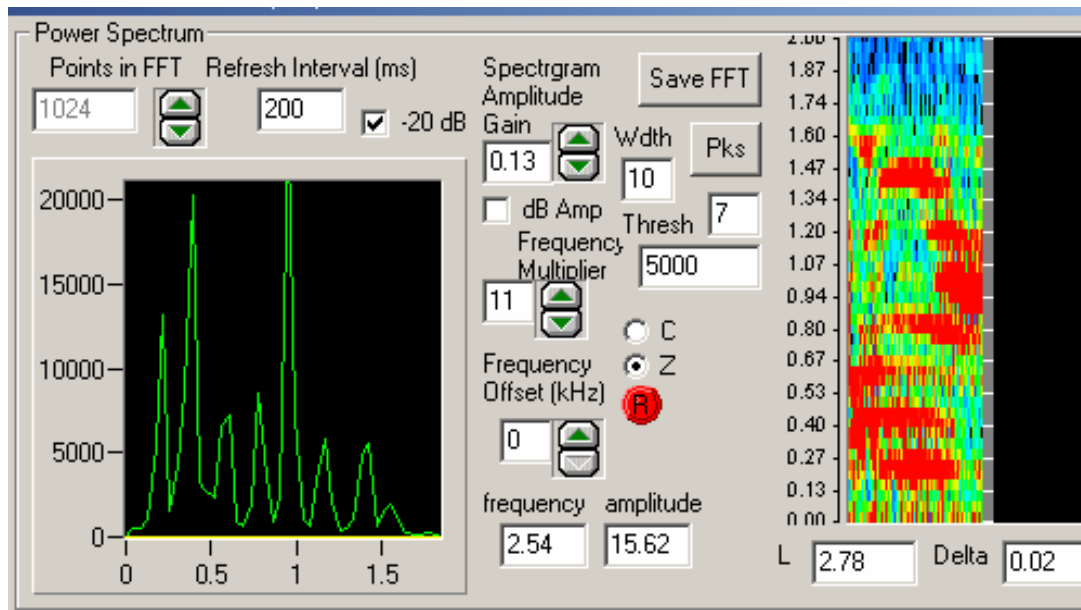 Power Spectrum
Points in FFT
Refresh Interval (ms)
1024
200
-20 dB
20000
15000
10000
5000
0
0 0.5 1 1.5
Spectrgram
Amplitude
Gain
0.13
Save FFT
Wdth
10
Pks
dB Amp
Thresh
7
Frequency
Multiplier
5000
11
C
Z
R
Frequency
Offset (kHz)
0
frequency amplitude
2.54 15.62
2.00
1.87
1.74
1.60
1.47
1.34
1.20
1.07
0.94
0.80
0.67
0.53
0.40
0.27
0.13
0.00
L 2.78 Delta 0.02